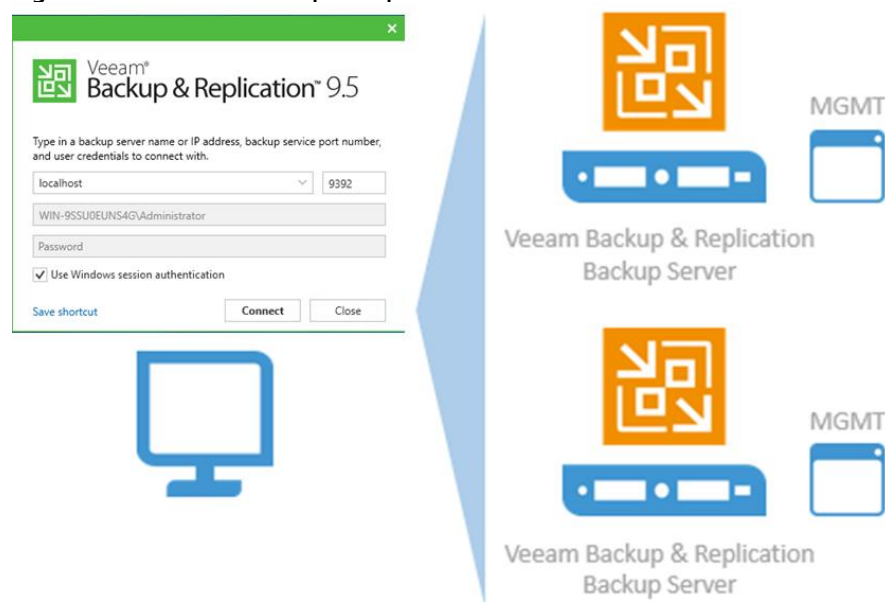 Veeam®
Backup & Replication™ 9.5
Type in a backup server name or IP address, backup service port number,
and user credentials to connect with.
localhost
9392
WIN-9SSU0EUNS4G\Administrator
Password
Use Windows session authentication
Save shortcut
Connect
Close
MGMT
Veeam Backup & Replication
Backup Server
MGMT
Veeam Backup & Replication
Backup Server